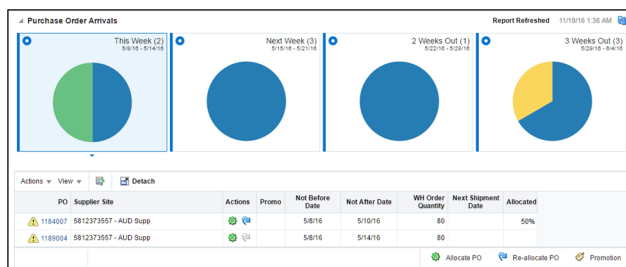 Purchase Order Arrivals
Report Refreshed 11/19/16 1:36 AM
This Week (2)
5/8/16 - 5/14/16
Next Week (3)
5/15/16 - 5/21/16
2 Weeks Out (1)
5/22/16 - 5/28/16
3 Weeks Out (3)
5/29/16 - 6/4/16
Actions View Detach
PO Supplier Site Actions Promo Not Before Date Not After Date WH Order Quantity Next Shipment Date Allocated
1184007 5812373557 - AUD Supp 5/8/16 5/10/16 80 50%
1189004 5812373557 - AUD Supp 5/8/16 5/14/16 80
Allocate PO Re-allocate PO Promotion